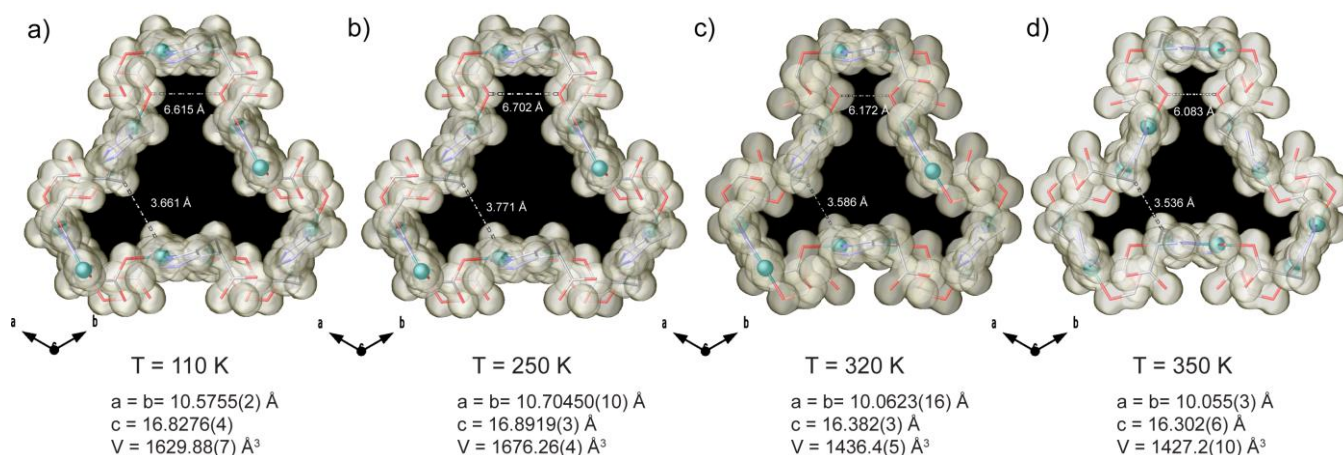 a)
6.615 Å
3.661 Å
a
b
c
T = 110 K
a = b= 10.5755(2) Å
c = 16.8276(4)
V = 1629.88(7) Å³
b)
6.702 Å
3.771 Å
a
b
c
T = 250 K
a = b= 10.70450(10) Å
c = 16.8919(3) Å
V = 1676.26(4) Å³
c)
6.172 Å
3.586 Å
a
b
c
T = 320 K
a = b= 10.0623(16) Å
c = 16.382(3) Å
V = 1436.4(5) Å³
d)
6.083 Å
3.536 Å
a
b
c
T = 350 K
a = b= 10.055(3) Å
c = 16.302(6) Å
V = 1427.2(10) Å³